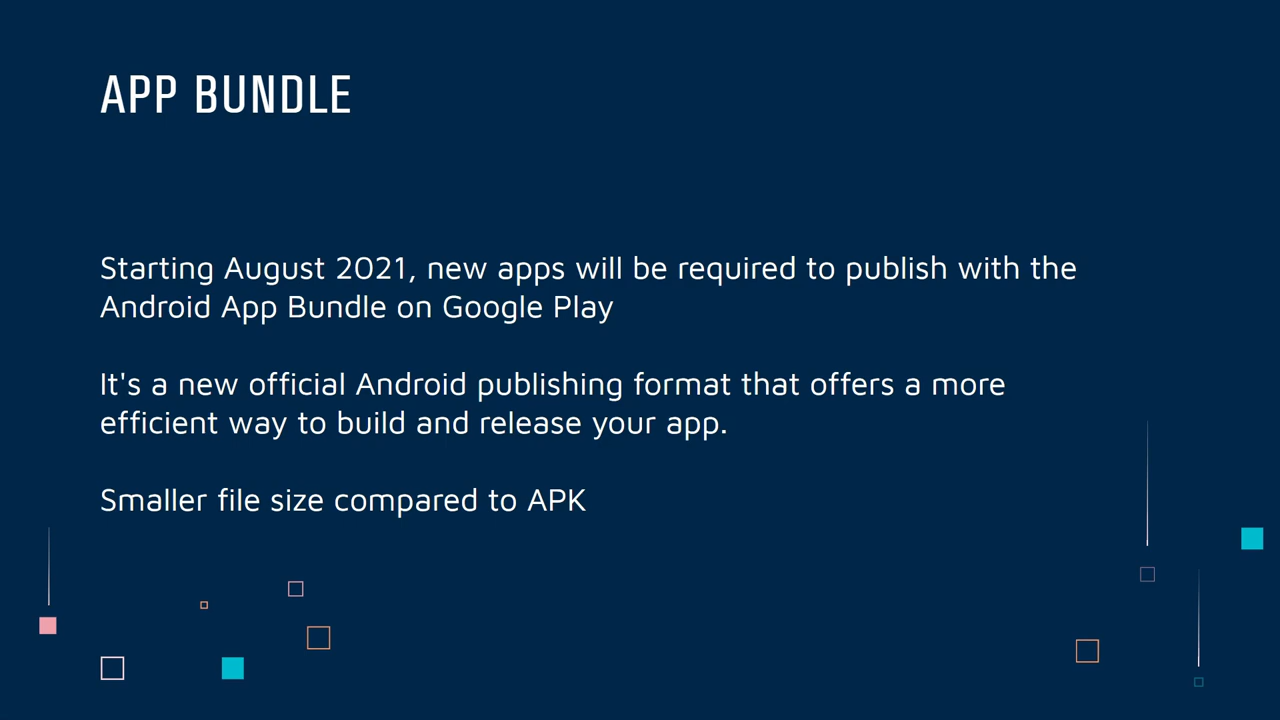 APP BUNDLE
Starting August 2021, new apps will be required to publish with the
Android App Bundle on Google Play
It's a new official Android publishing format that offers a more
efficient way to build and release your app.
Smaller file size compared to APK